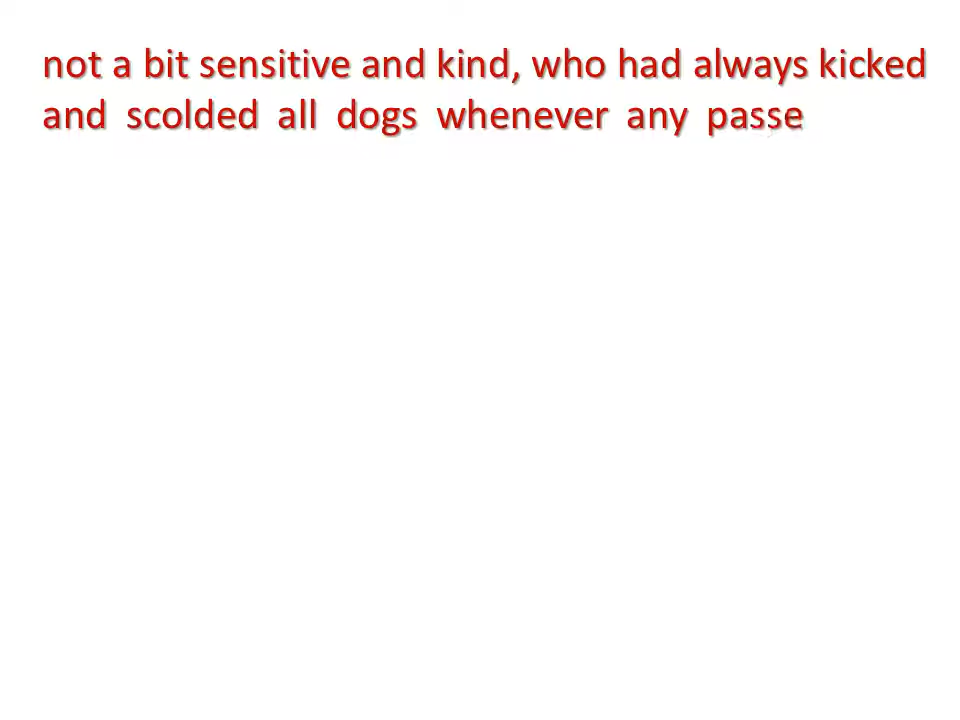 not a bit sensitive and kind, who had always kicked
and scolded all dogs whenever any passe